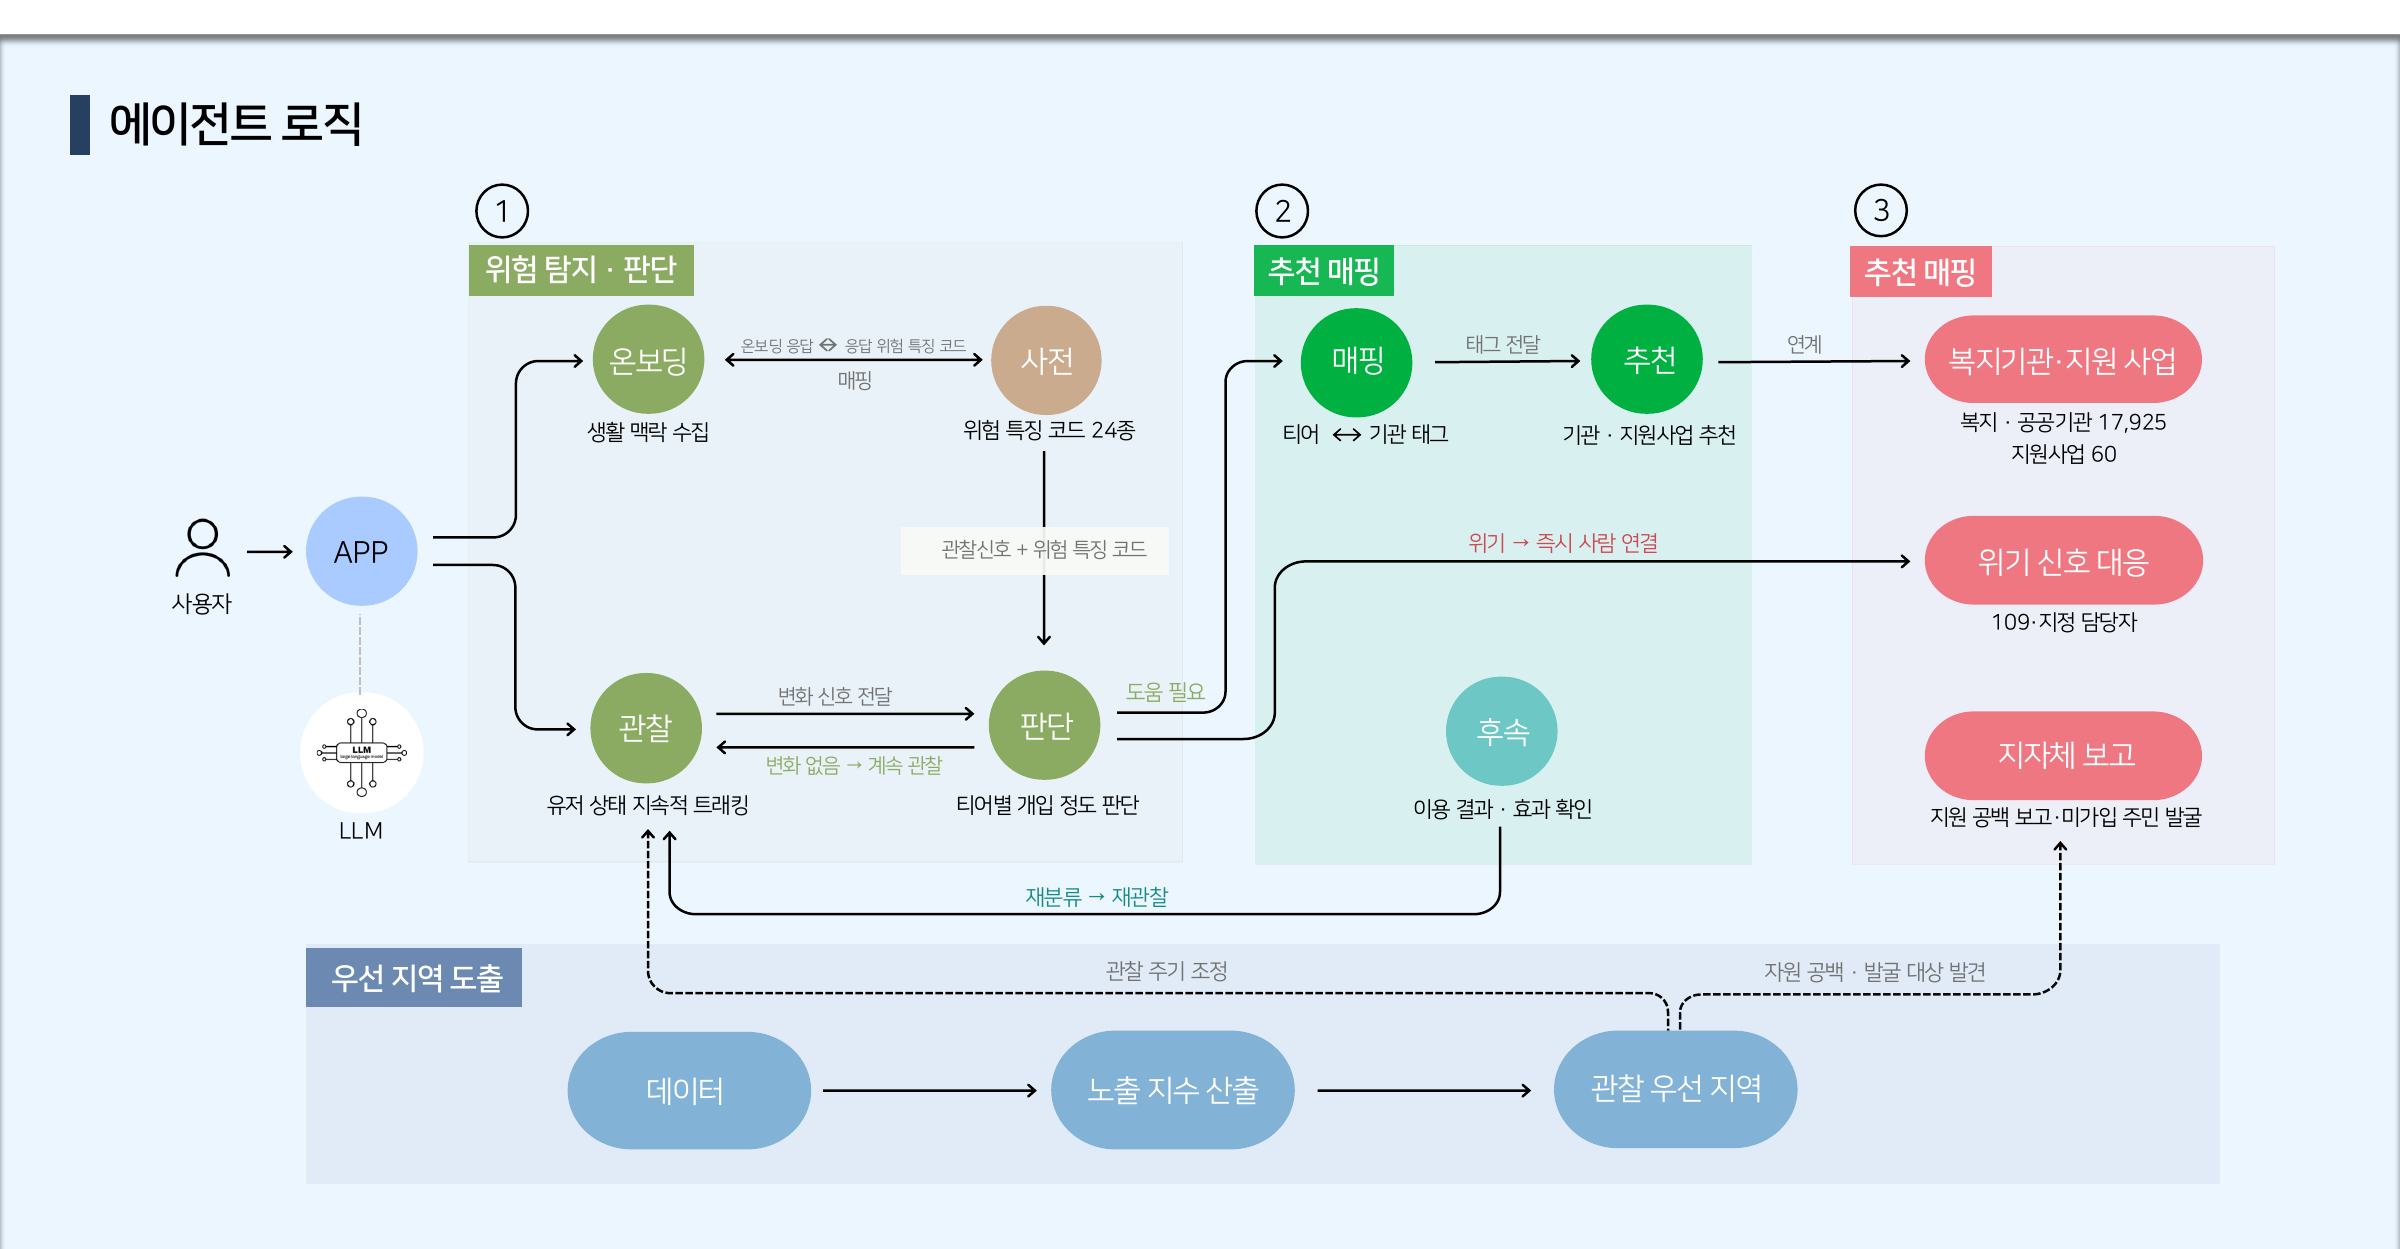 에이전트 로직
1
위험 탐지 · 판단
온보딩
생활 맥락 수집
온보딩 응답 ↔ 응답 위험 특징 코드
매핑
사전
위험 특징 코드 24종
관찰신호 + 위험 특징 코드
사용자
APP
LLM
large language model
LLM
관찰
유저 상태 지속적 트래킹
변화 신호 전달
변화 없음 → 계속 관찰
판단
티어별 개입 정도 판단
도움 필요
2
추천 매핑
매핑
티어 ↔ 기관 태그
태그 전달
추천
기관 · 지원사업 추천
연계
위기 → 즉시 사람 연결
후속
이용 결과 · 효과 확인
재분류 → 재관찰
3
추천 매핑
복지기관·지원 사업
복지 · 공공기관 17,925
지원사업 60
위기 신호 대응
109·지정 담당자
지자체 보고
지원 공백 보고·미가입 주민 발굴
우선 지역 도출
관찰 주기 조정
자원 공백 · 발굴 대상 발견
데이터
노출 지수 산출
관찰 우선 지역